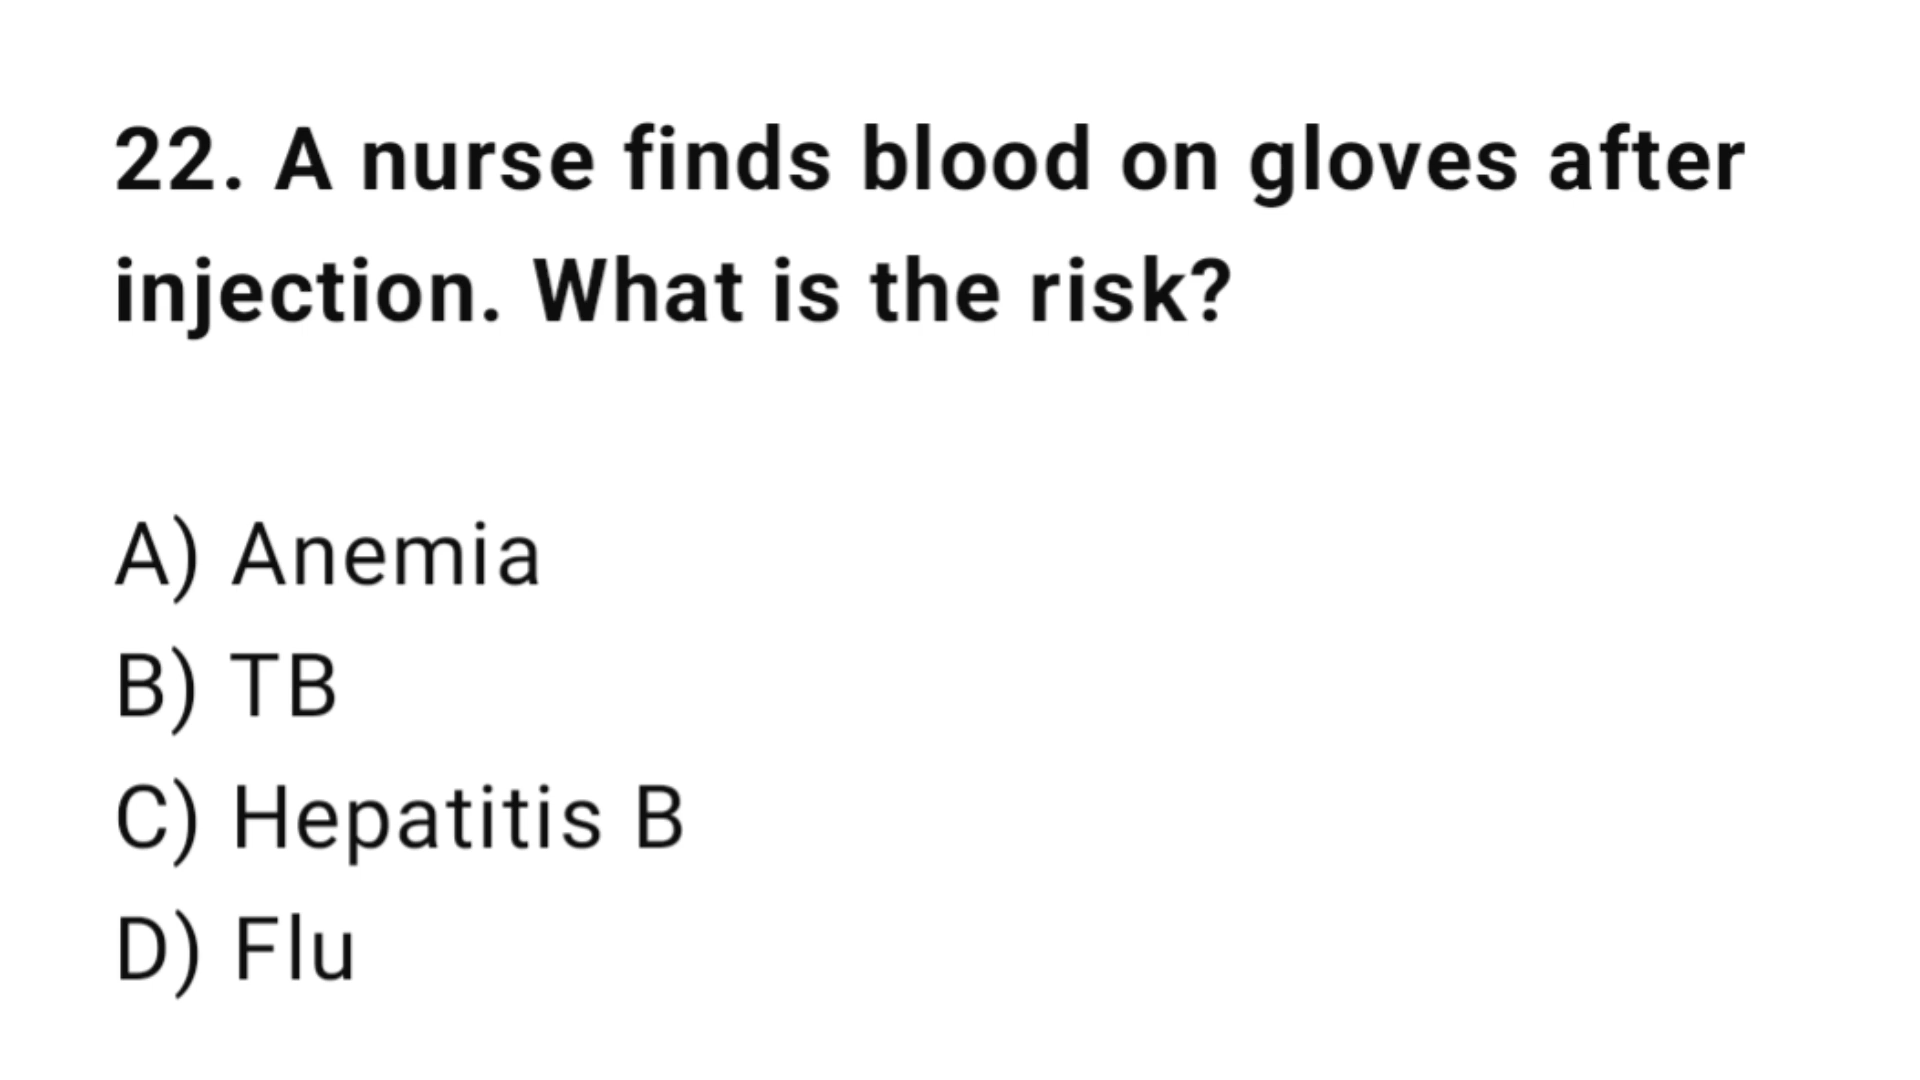 22. A nurse finds blood on gloves after
injection. What is the risk?
A) Anemia
B) TB
C) Hepatitis B
D) Flu